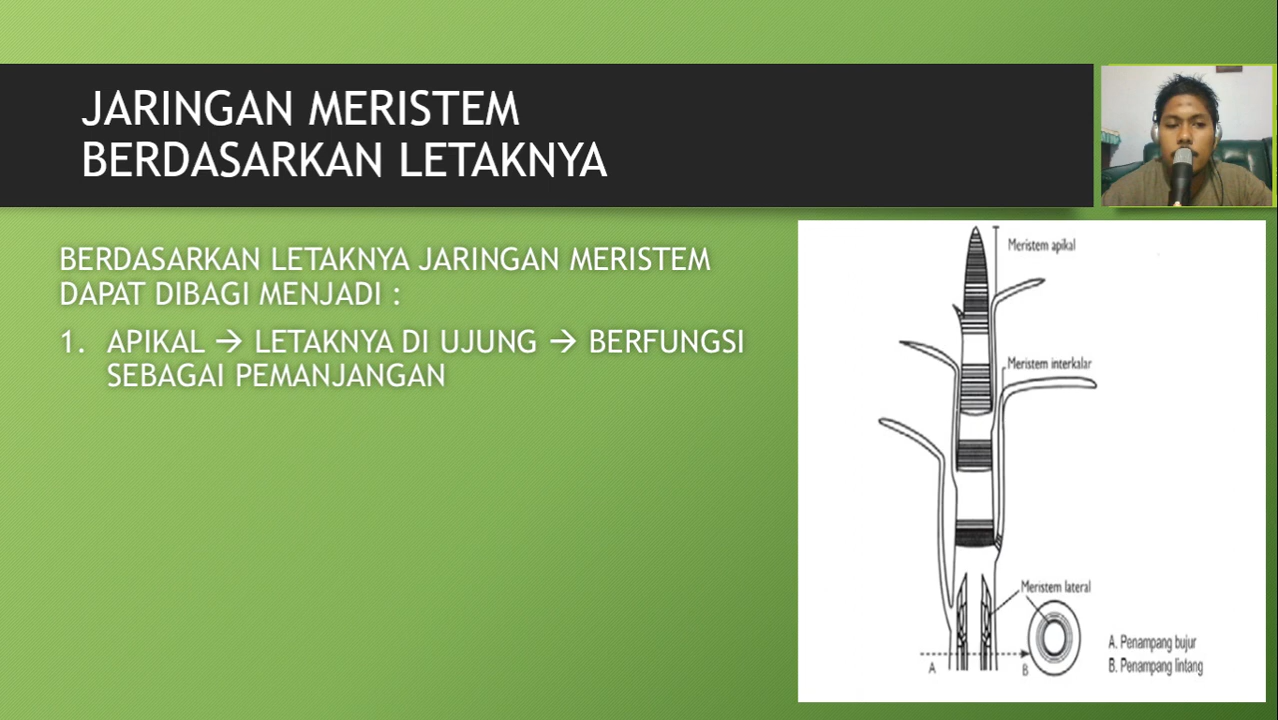 JARINGAN MERISTEM
BERDASARKAN LETAKNYA
BERDASARKAN LETAKNYA JARINGAN MERISTEM
DAPAT DIBAGI MENJADI :
1. APIKAL → LETAKNYA DI UJUNG → BERFUNGSI
SEBAGAI PEMANJANGAN
Meristem apikal
Meristem interkalar
Meristem lateral
A. Penampang bujur
B. Penampang lintang
A
B